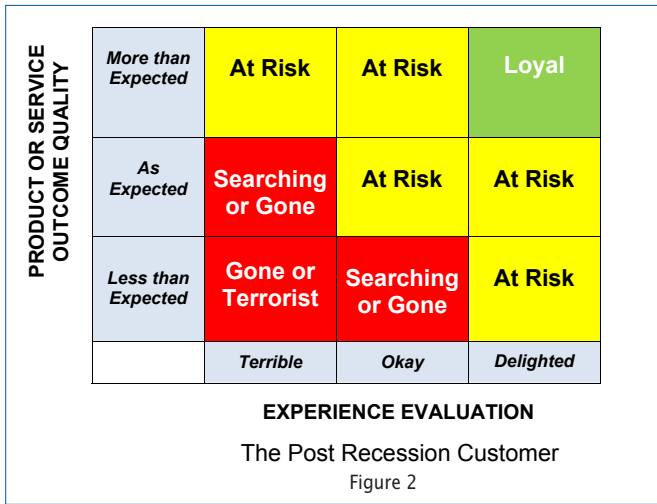 PRODUCT OR SERVICE
OUTCOME QUALITY
More than
Expected
At Risk
At Risk
Loyal
As
Expected
Searching
or Gone
At Risk
At Risk
Less than
Expected
Gone or
Terrorist
Searching
or Gone
At Risk
Terrible
Okay
Delighted
EXPERIENCE EVALUATION
The Post Recession Customer
Figure 2